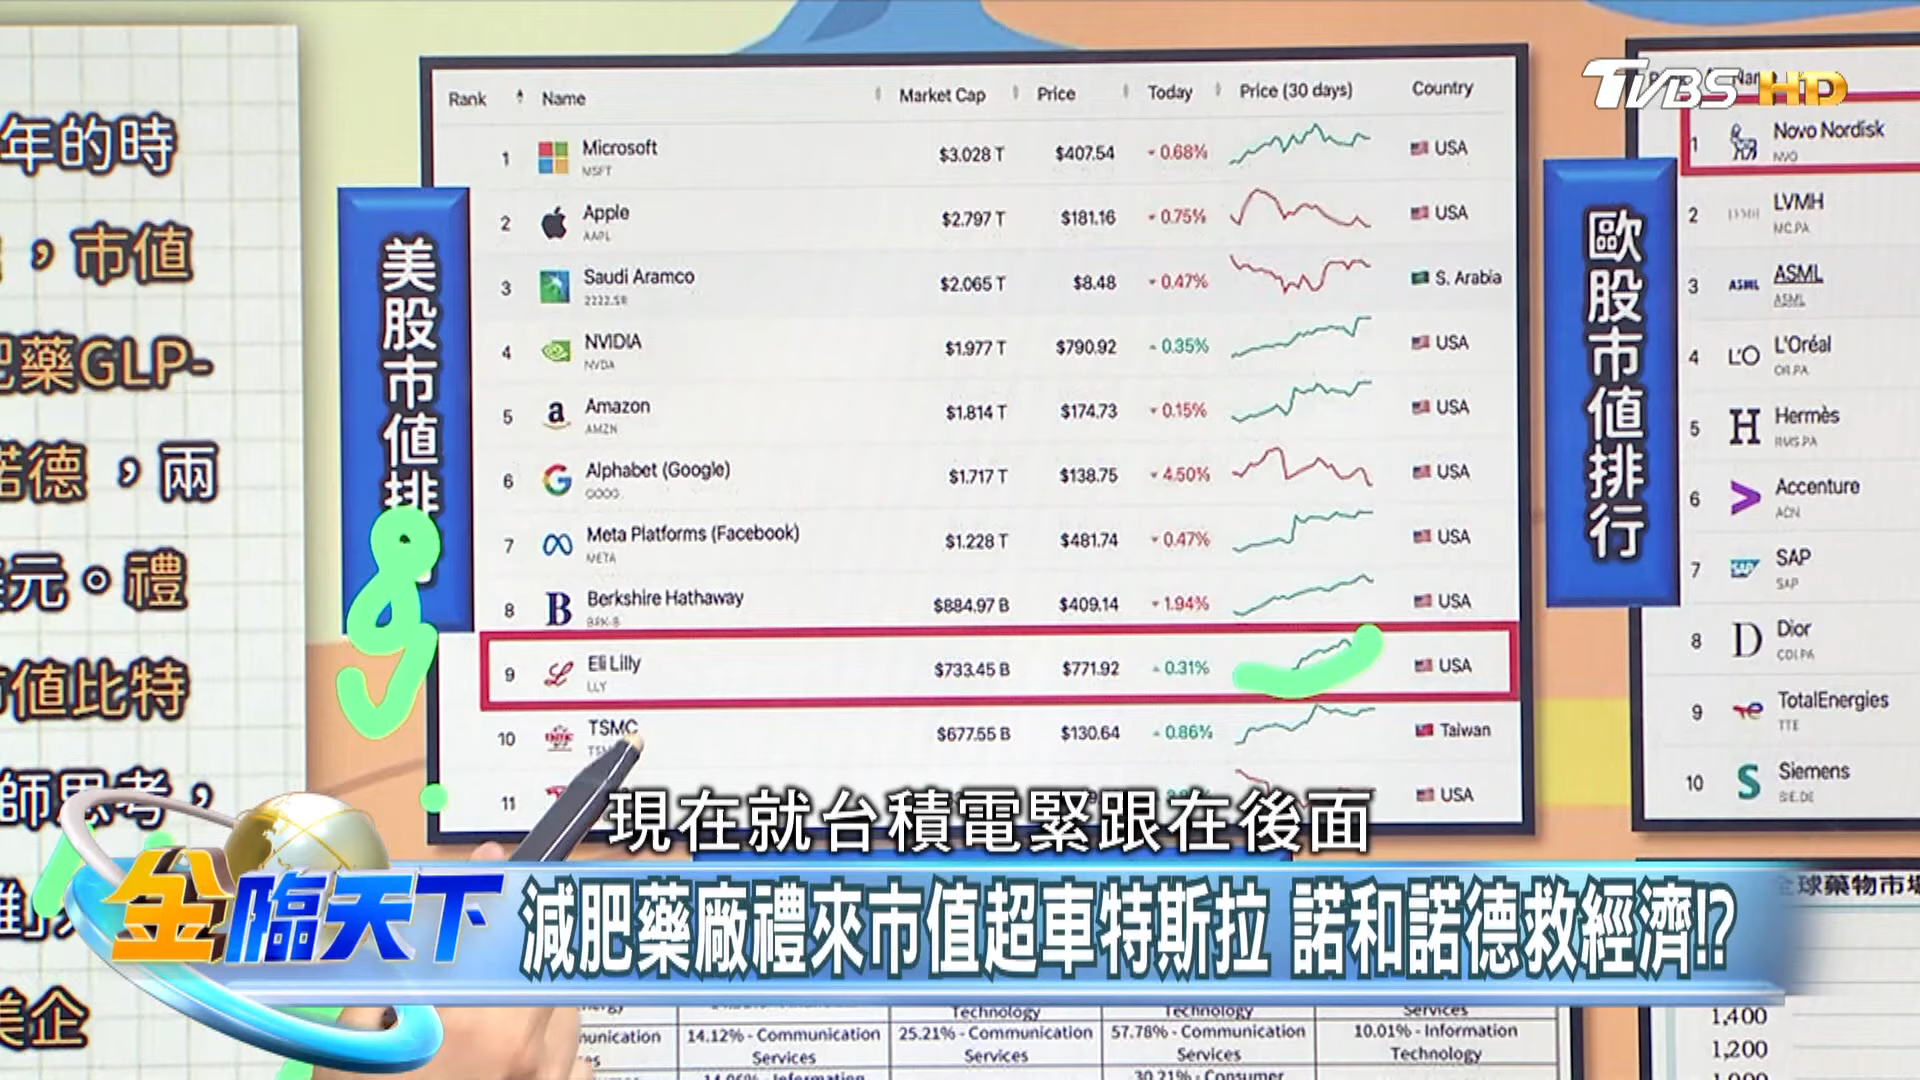 年的時
，市值
藥GLP-
諾德，兩
元。禮
值比特
師思考，
美企
美股市值排
9
Rank Name Market Cap Price Today Price (30 days) Country
1 Microsoft MSFT $3.028 T $407.54 0.68% USA
2 Apple AAPL $2.797 T $181.16 0.75% USA
3 Saudi Aramco 2222.SR $2.065 T $8.48 0.47% S. Arabia
4 NVIDIA NVDA $1.977 T $790.92 0.35% USA
5 Amazon AMZN $1.814 T $174.73 0.15% USA
6 Alphabet (Google) GOOG $1.717 T $138.75 4.50% USA
7 Meta Platforms (Facebook) META $1.228 T $481.74 0.47% USA
8 Berkshire Hathaway BRK-B $884.97 B $409.14 1.94% USA
9 Eli Lilly LLY $733.45 B $771.92 0.31% USA
10 TSMC $677.55 B $130.64 0.86% Taiwan
11 USA
TVBS HD
歐股市值排行
1 Novo Nordisk NVO
2 LVMH MC.PA
3 ASML ASML
4 L'Oréal OR.PA
5 Hermès RMS.PA
6 Accenture ACN
7 SAP SAP
8 Dior CDI.PA
9 TotalEnergies TTE
10 Siemens SIE.DE
現在就台積電緊跟在後面
金臨天下
減肥藥廠禮來市值超車特斯拉 諾和諾德救經濟!?
球藥物市場
Technology Technology Services
14.12% - Communication Services
25.21% - Communication Services
57.78% - Communication Services
10.01% - Information Technology
30.21% - Consumer
1,400
1,200